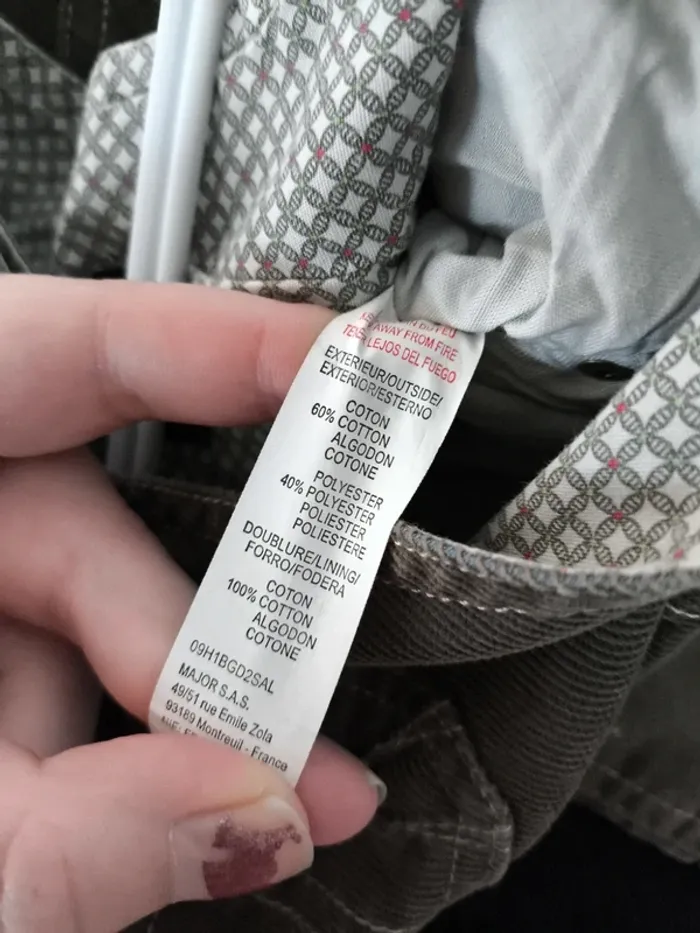 AWAY FROM FIRE
LEJOS DEL FUEGO
EXTERIEUR/OUTSIDE/
EXTERIOR/ESTERNO
COTON
60% COTTON
ALGODON
COTONE
POLYESTER
40% POLYESTER
POLIESTER
POLIESTERE
DOUBLURE/LINING/
FORRO/FODERA
COTON
100% COTTON
ALGODON
COTONE
09H1BGD2SAL
MAJOR S.A.S.
49/51 rue Emile Zola
93189 Montreuil - France